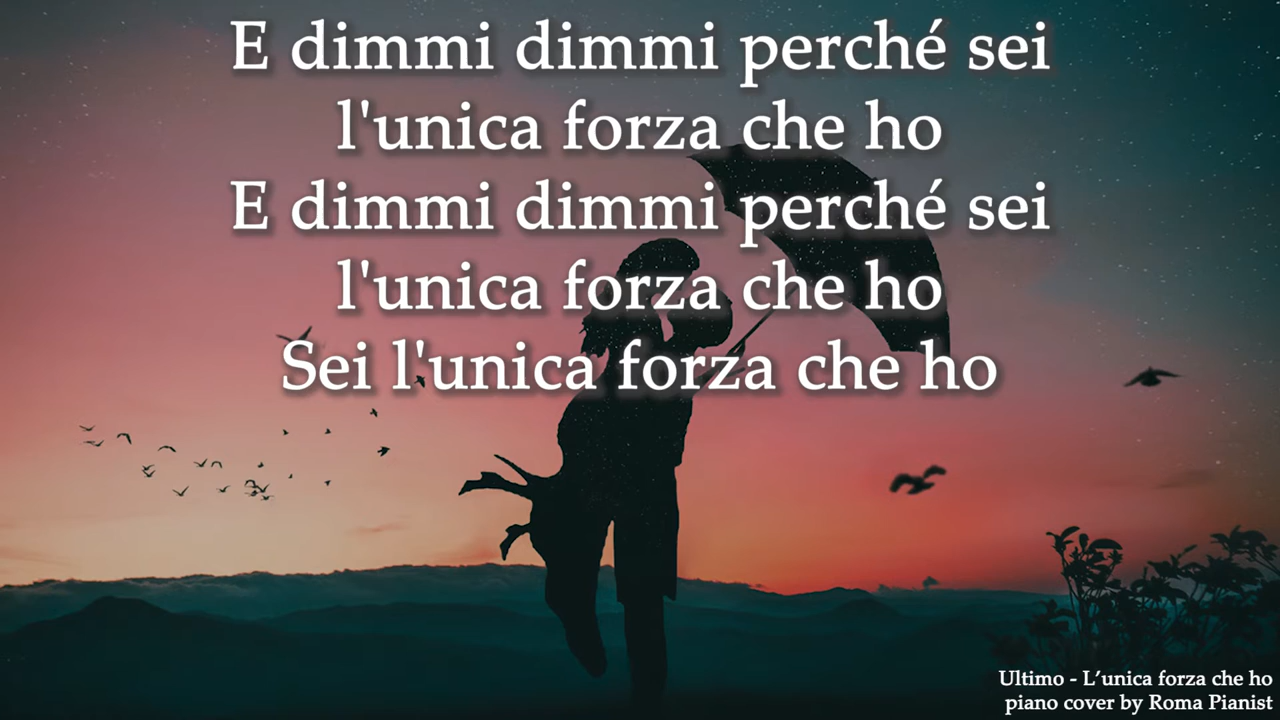 E dimmi dimmi perché sei
l'unica forza che ho
E dimmi dimmi perché sei
l'unica forza che ho
Sei l'unica forza che ho
Ultimo - L’unica forza che ho
piano cover by Roma Pianist